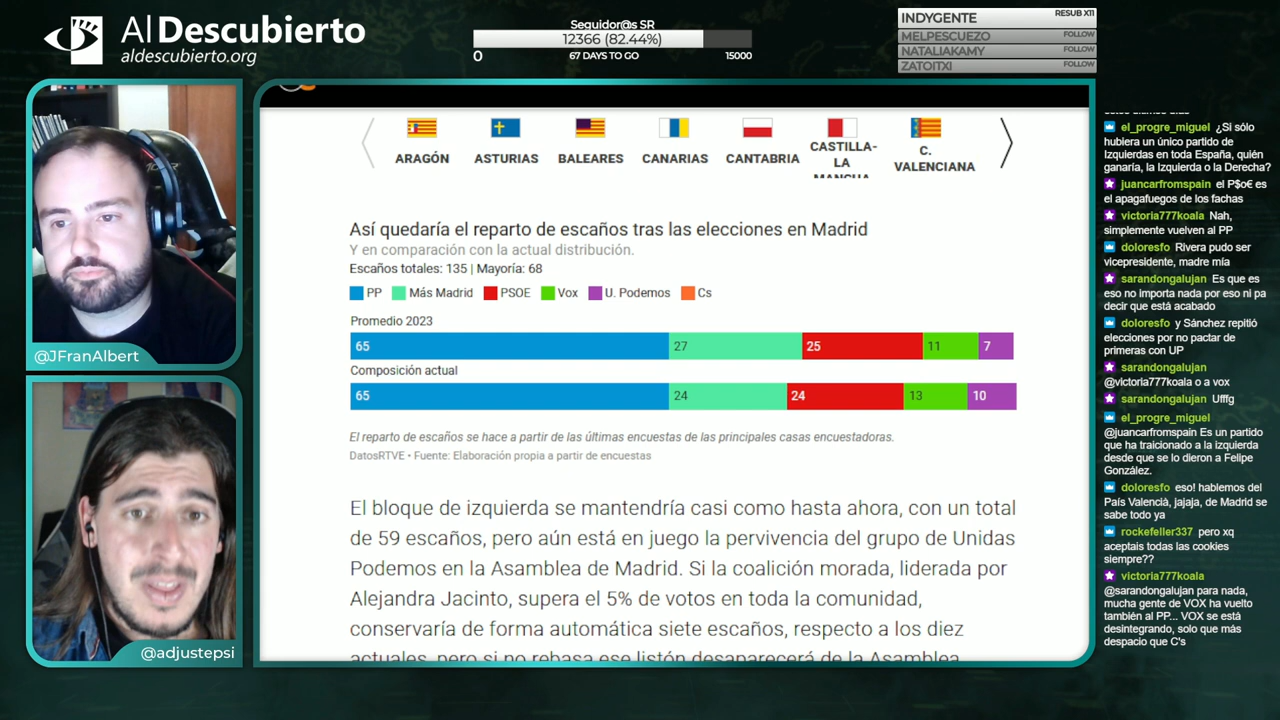 Al Descubierto
aldescubierto.org
Seguidor@s SR
12366 (82.44%)
0
67 DAYS TO GO
15000
INDYGENTE
RESUB X11
MELPESCUEZO
FOLLOW
NATALIAKAMY
FOLLOW
ZATOITXI
FOLLOW
@JFranAlbert
@adjustepsi
ARAGÓN
ASTURIAS
BALEARES
CANARIAS
CANTABRIA
CASTILLA-
LA
MANCHA
C.
VALENCIANA
Así quedaría el reparto de escaños tras las elecciones en Madrid
Y en comparación con la actual distribución.
Escaños totales: 135 | Mayoría: 68
PP Más Madrid PSOE Vox U. Podemos Cs
Promedio 2023
65 27 25 11 7
Composición actual
65 24 24 13 10
El reparto de escaños se hace a partir de las últimas encuestas de las principales casas encuestadoras.
DatosRTVE • Fuente: Elaboración propia a partir de encuestas
El bloque de izquierda se mantendría casi como hasta ahora, con un total
de 59 escaños, pero aún está en juego la pervivencia del grupo de Unidas
Podemos en la Asamblea de Madrid. Si la coalición morada, liderada por
Alejandra Jacinto, supera el 5% de votos en toda la comunidad,
conservaría de forma automática siete escaños, respecto a los diez
actuales, pero si no rebasa ese listón desaparecerá de la Asamblea
el_progre_miguel ¿Si sólo
hubiera un único partido de
Izquierdas en toda España, quién
ganaría, la Izquierda o la Derecha?
juancarfromspain el P$o€ es
el apagafuegos de los fachas
victoria777koala Nah,
simplemente vuelven al PP
doloresfo Rivera pudo ser
vicepresidente, madre mía
sarandongalujan Es que es
eso no importa nada por eso ni pa
decir que está acabado
doloresfo y Sánchez repitió
elecciones por no pactar de
primeras con UP
sarandongalujan
@victoria777koala o a vox
sarandongalujan Ufffg
el_progre_miguel
@juancarfromspain Es un partido
que ha traicionado a la izquierda
desde que se lo dieron a Felipe
González.
doloresfo eso! hablemos del
País Valencià, jajaja, de Madrid se
sabe todo ya
rockefeller337 pero xq
aceptais todas las cookies
siempre??
victoria777koala
@sarandongalujan para nada,
mucha gente de VOX ha vuelto
también al PP... VOX se está
desintegrando, solo que más
despacio que C's